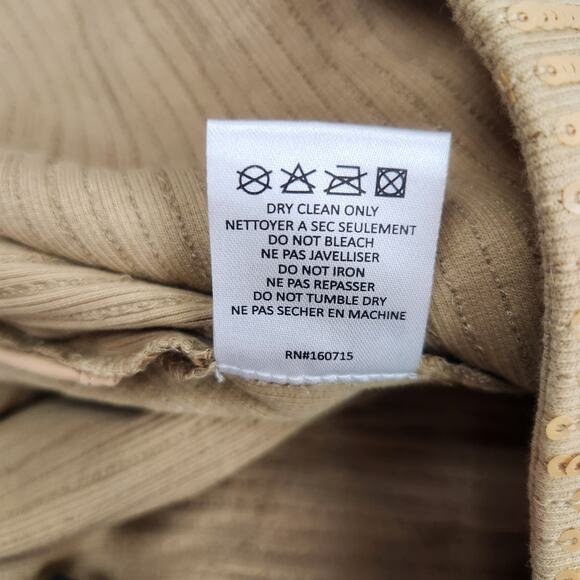 DRY CLEAN ONLY
NETTOYER A SEC SEULEMENT
DO NOT BLEACH
NE PAS JAVELLISER
DO NOT IRON
NE PAS REPASSER
DO NOT TUMBLE DRY
NE PAS SECHER EN MACHINE
RN#160715